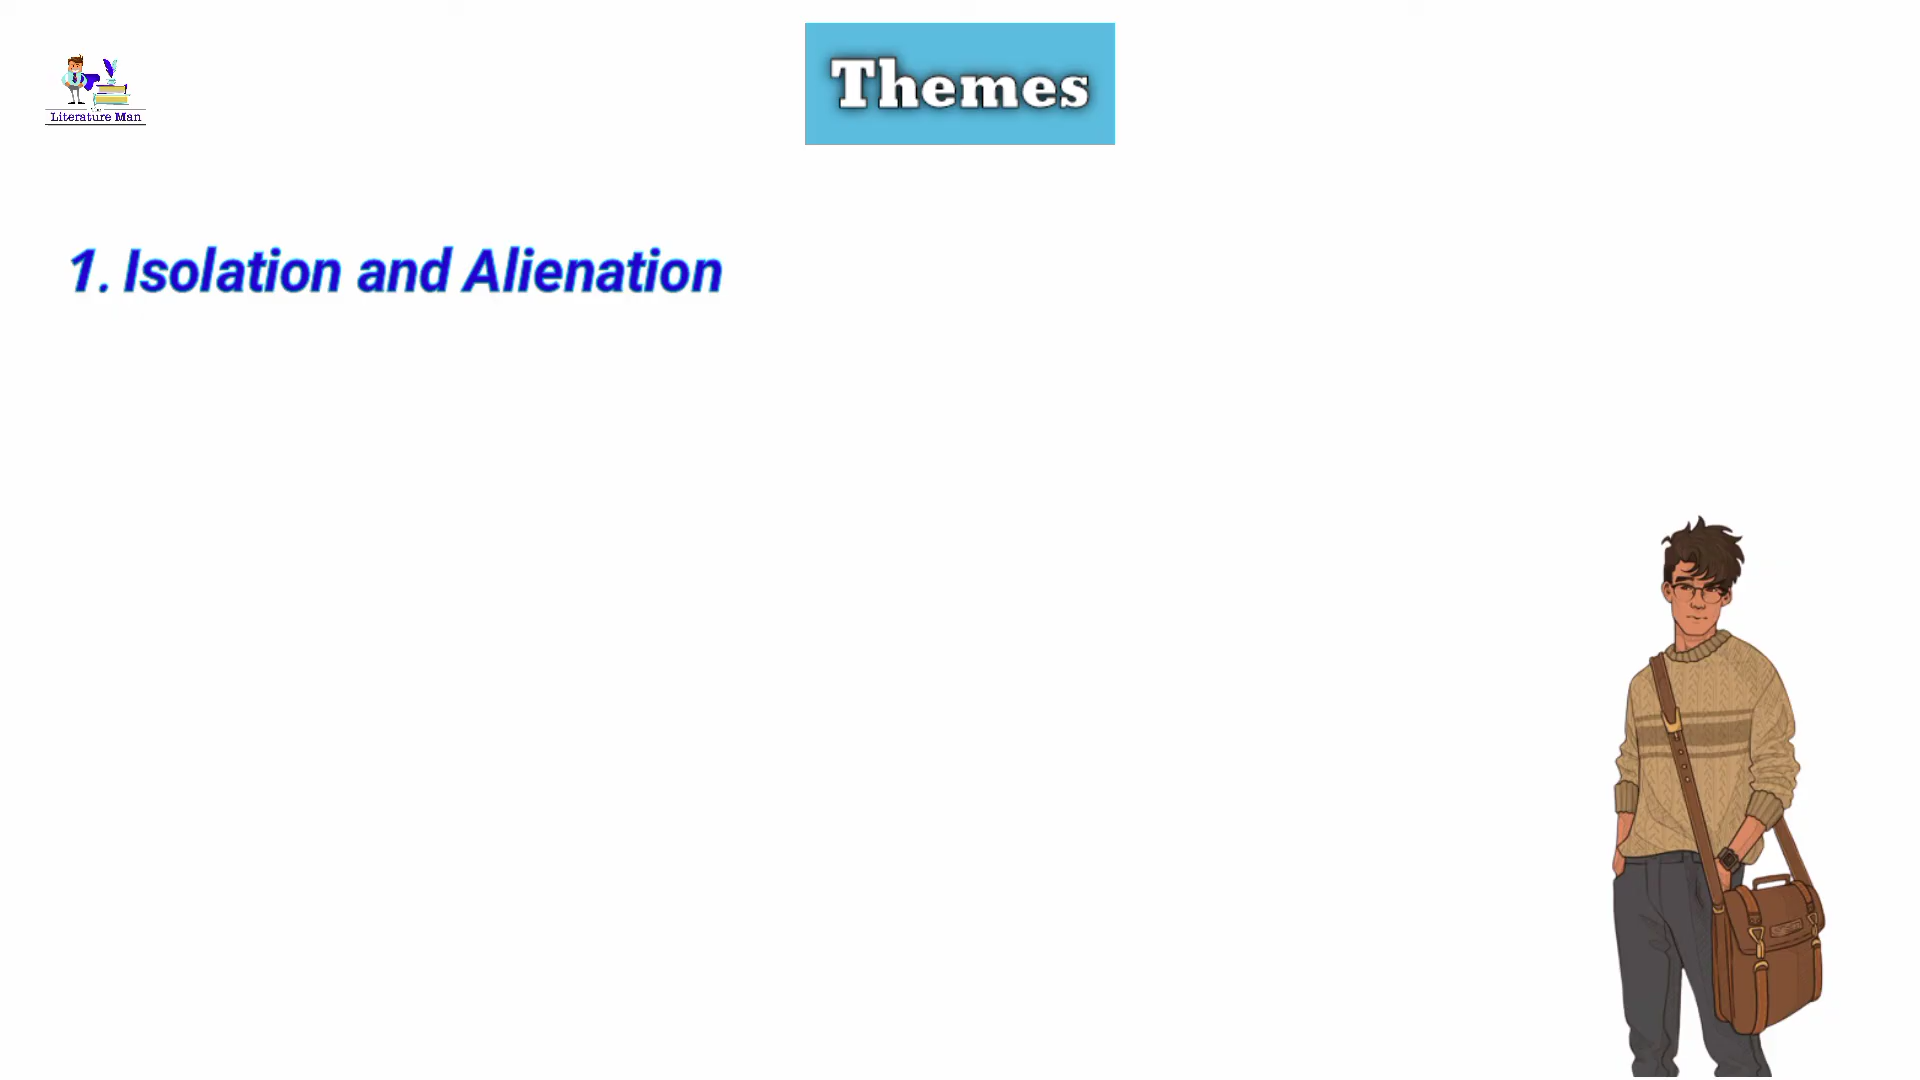 Themes
Literature Man
1. Isolation and Alienation